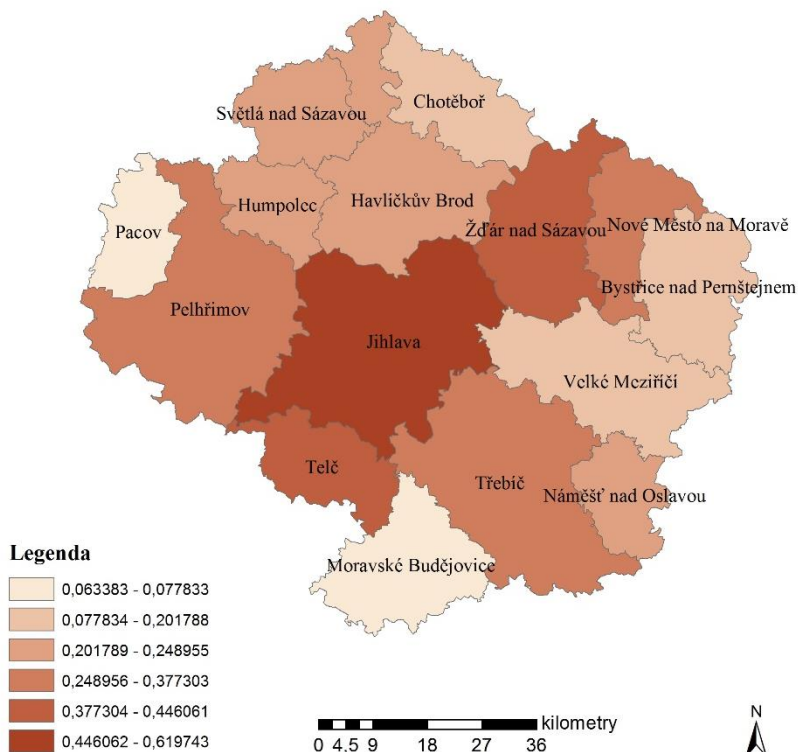 Chotěboř
Světlá nad Sázavou
Humpolec
Havlíčkův Brod
Žďár nad Sázavou
Nové Město na Moravě
Pacov
Bystřice nad Pernštejnem
Pelhřimov
Jihlava
Velké Meziříčí
Telč
Třebíč
Náměšť nad Oslavou
Moravské Budějovice
Legenda
0,063383 - 0,077833
0,077834 - 0,201788
0,201789 - 0,248955
0,248956 - 0,377303
0,377304 - 0,446061
0,446062 - 0,619743
kilometry
0 4.5 9 18 27 36
N